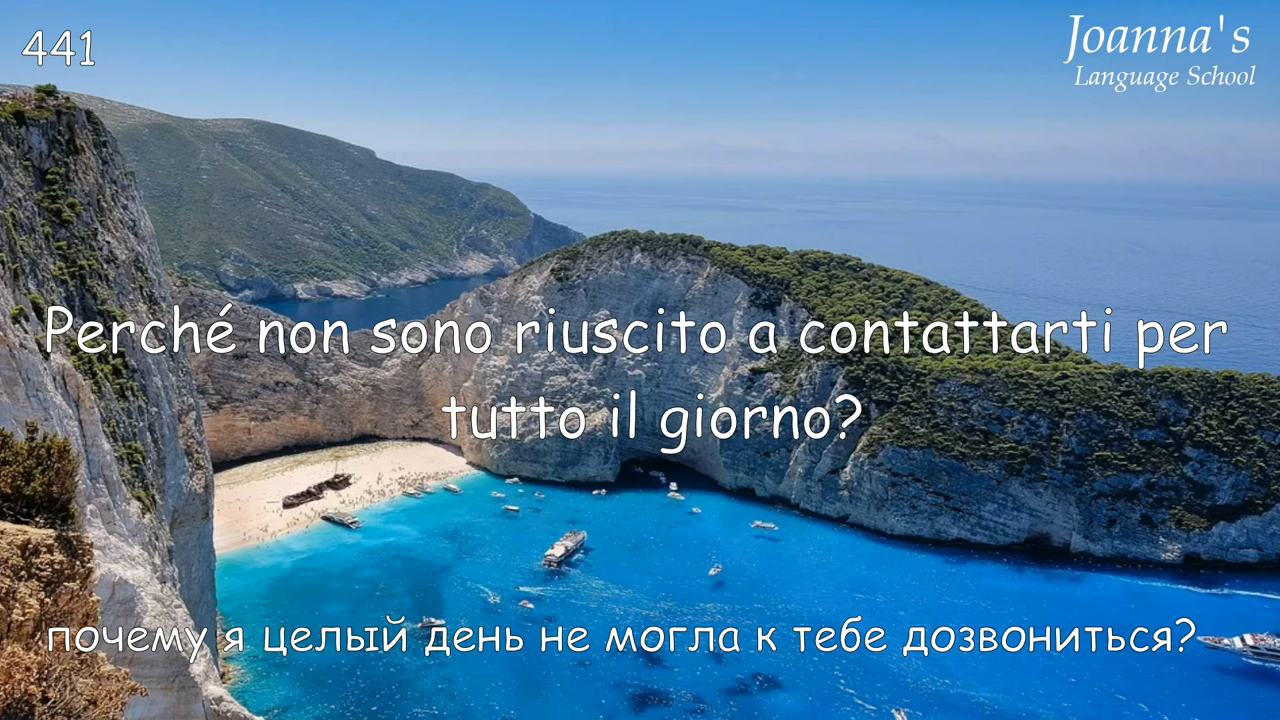 441
Joanna's
Language School
Perché non sono riuscito a contattarti per
tutto il giorno?
почему я целый день не могла к тебе дозвониться?